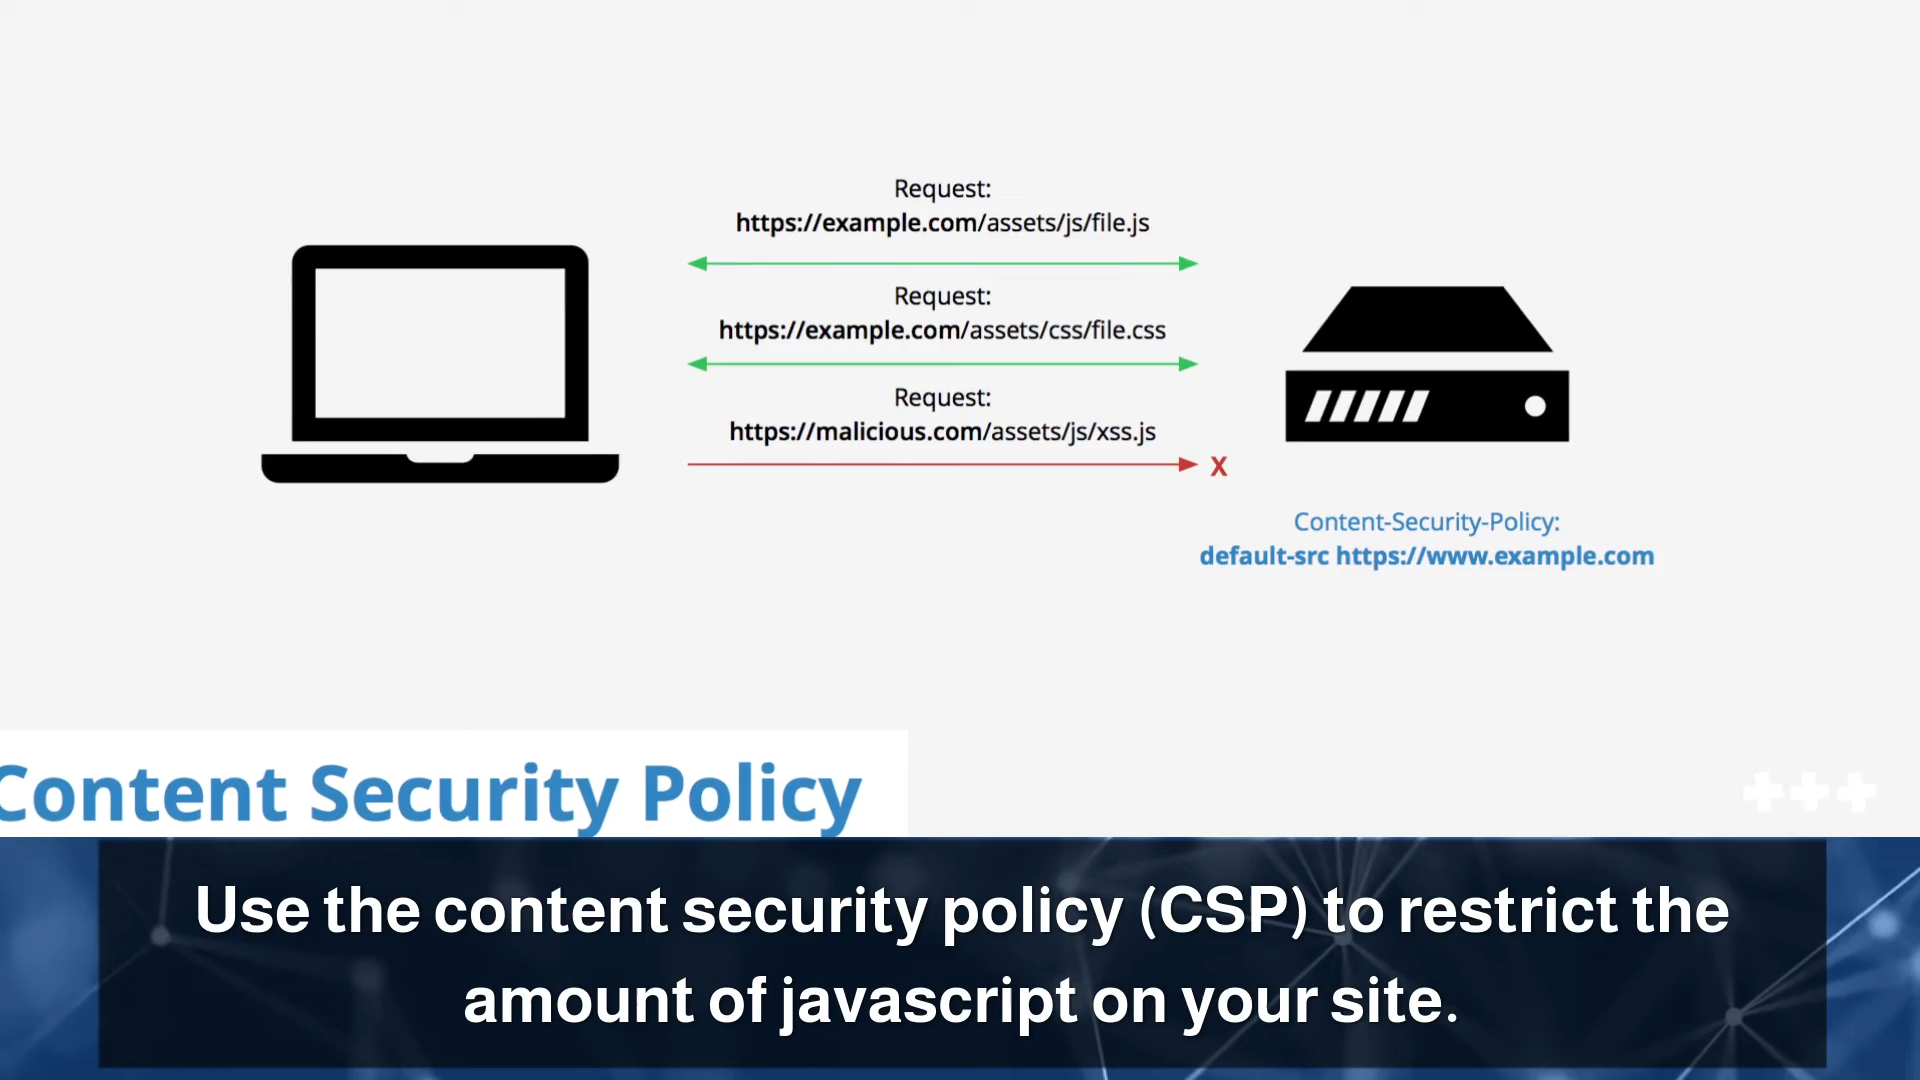 Request:
https://example.com/assets/js/file.js
Request:
https://example.com/assets/css/file.css
Request:
https://malicious.com/assets/js/xss.js
X
Content-Security-Policy:
default-src https://www.example.com
Content Security Policy
Use the content security policy (CSP) to restrict the
amount of javascript on your site.